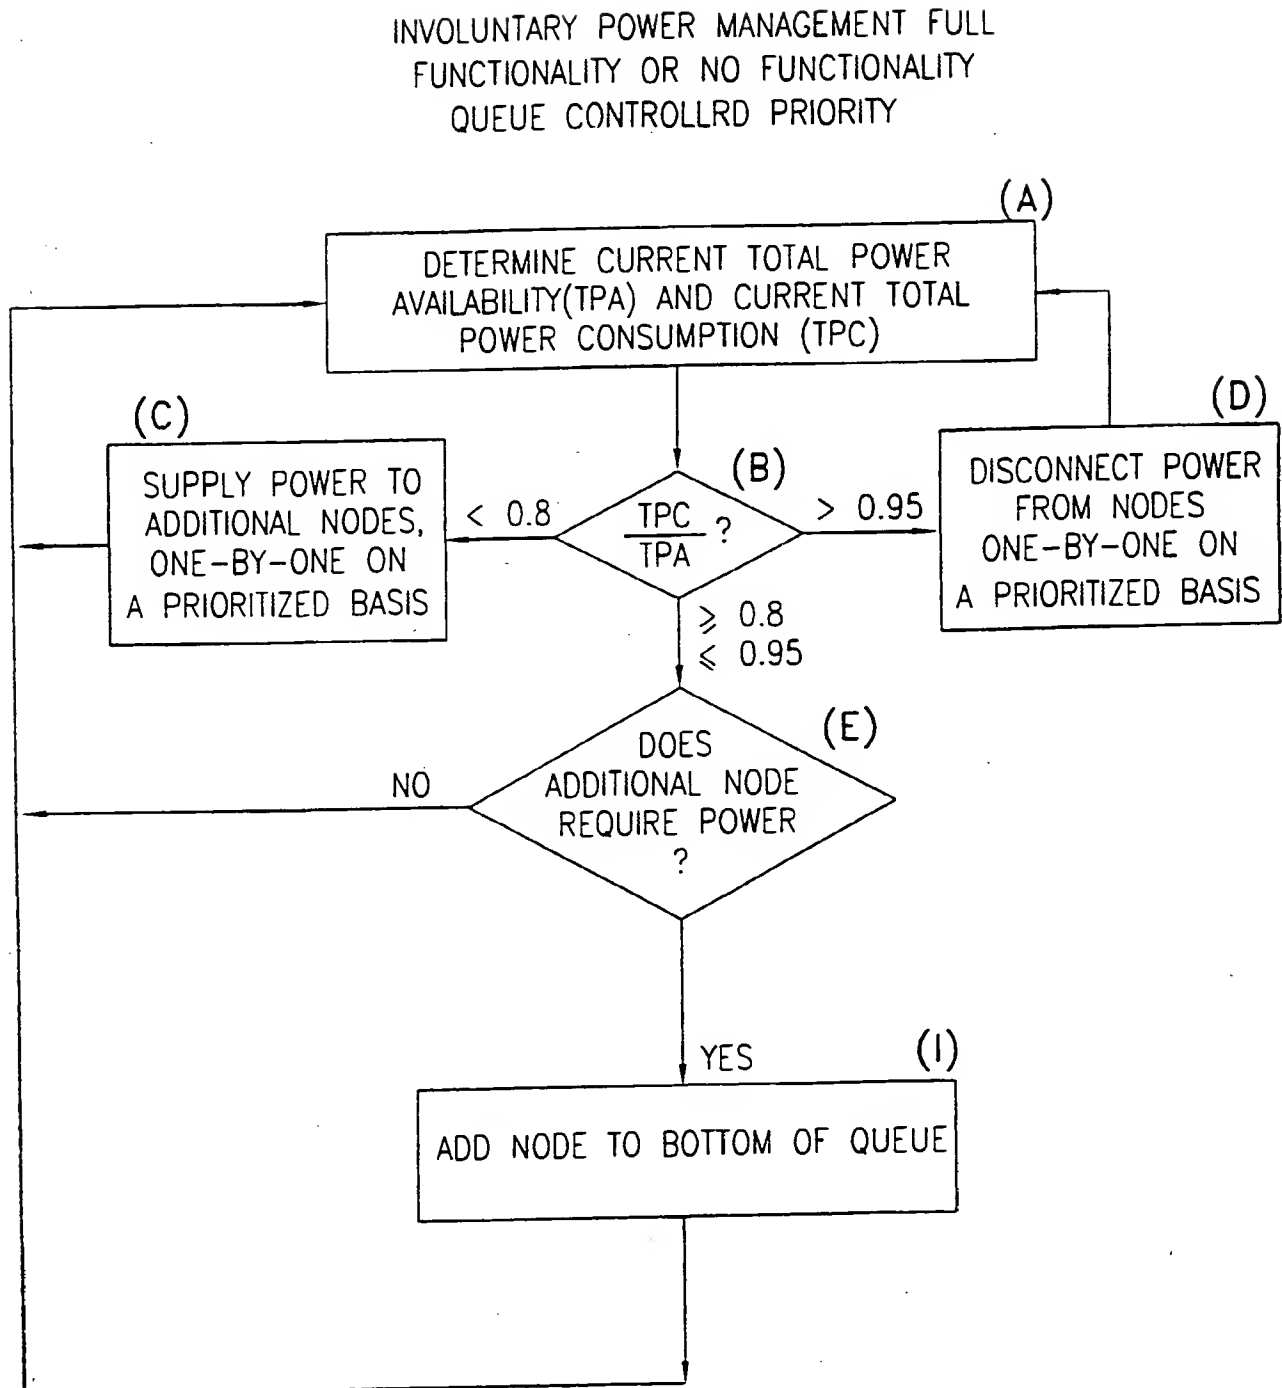 INVOLUNTARY POWER MANAGEMENT FULL
FUNCTIONALITY OR NO FUNCTIONALITY
QUEUE CONTROLLRD PRIORITY
(A)
DETERMINE CURRENT TOTAL POWER
AVAILABILITY(TPA) AND CURRENT TOTAL
POWER CONSUMPTION (TPC)
(C)
SUPPLY POWER TO
ADDITIONAL NODES,
ONE-BY-ONE ON
A PRIORITIZED BASIS
< 0.8
(B)
TPC
TPA
?
> 0.95
(D)
DISCONNECT POWER
FROM NODES
ONE-BY-ONE ON
A PRIORITIZED BASIS
⩾ 0.8
⩽ 0.95
(E)
DOES
ADDITIONAL NODE
REQUIRE POWER
?
NO
YES
(I)
ADD NODE TO BOTTOM OF QUEUE